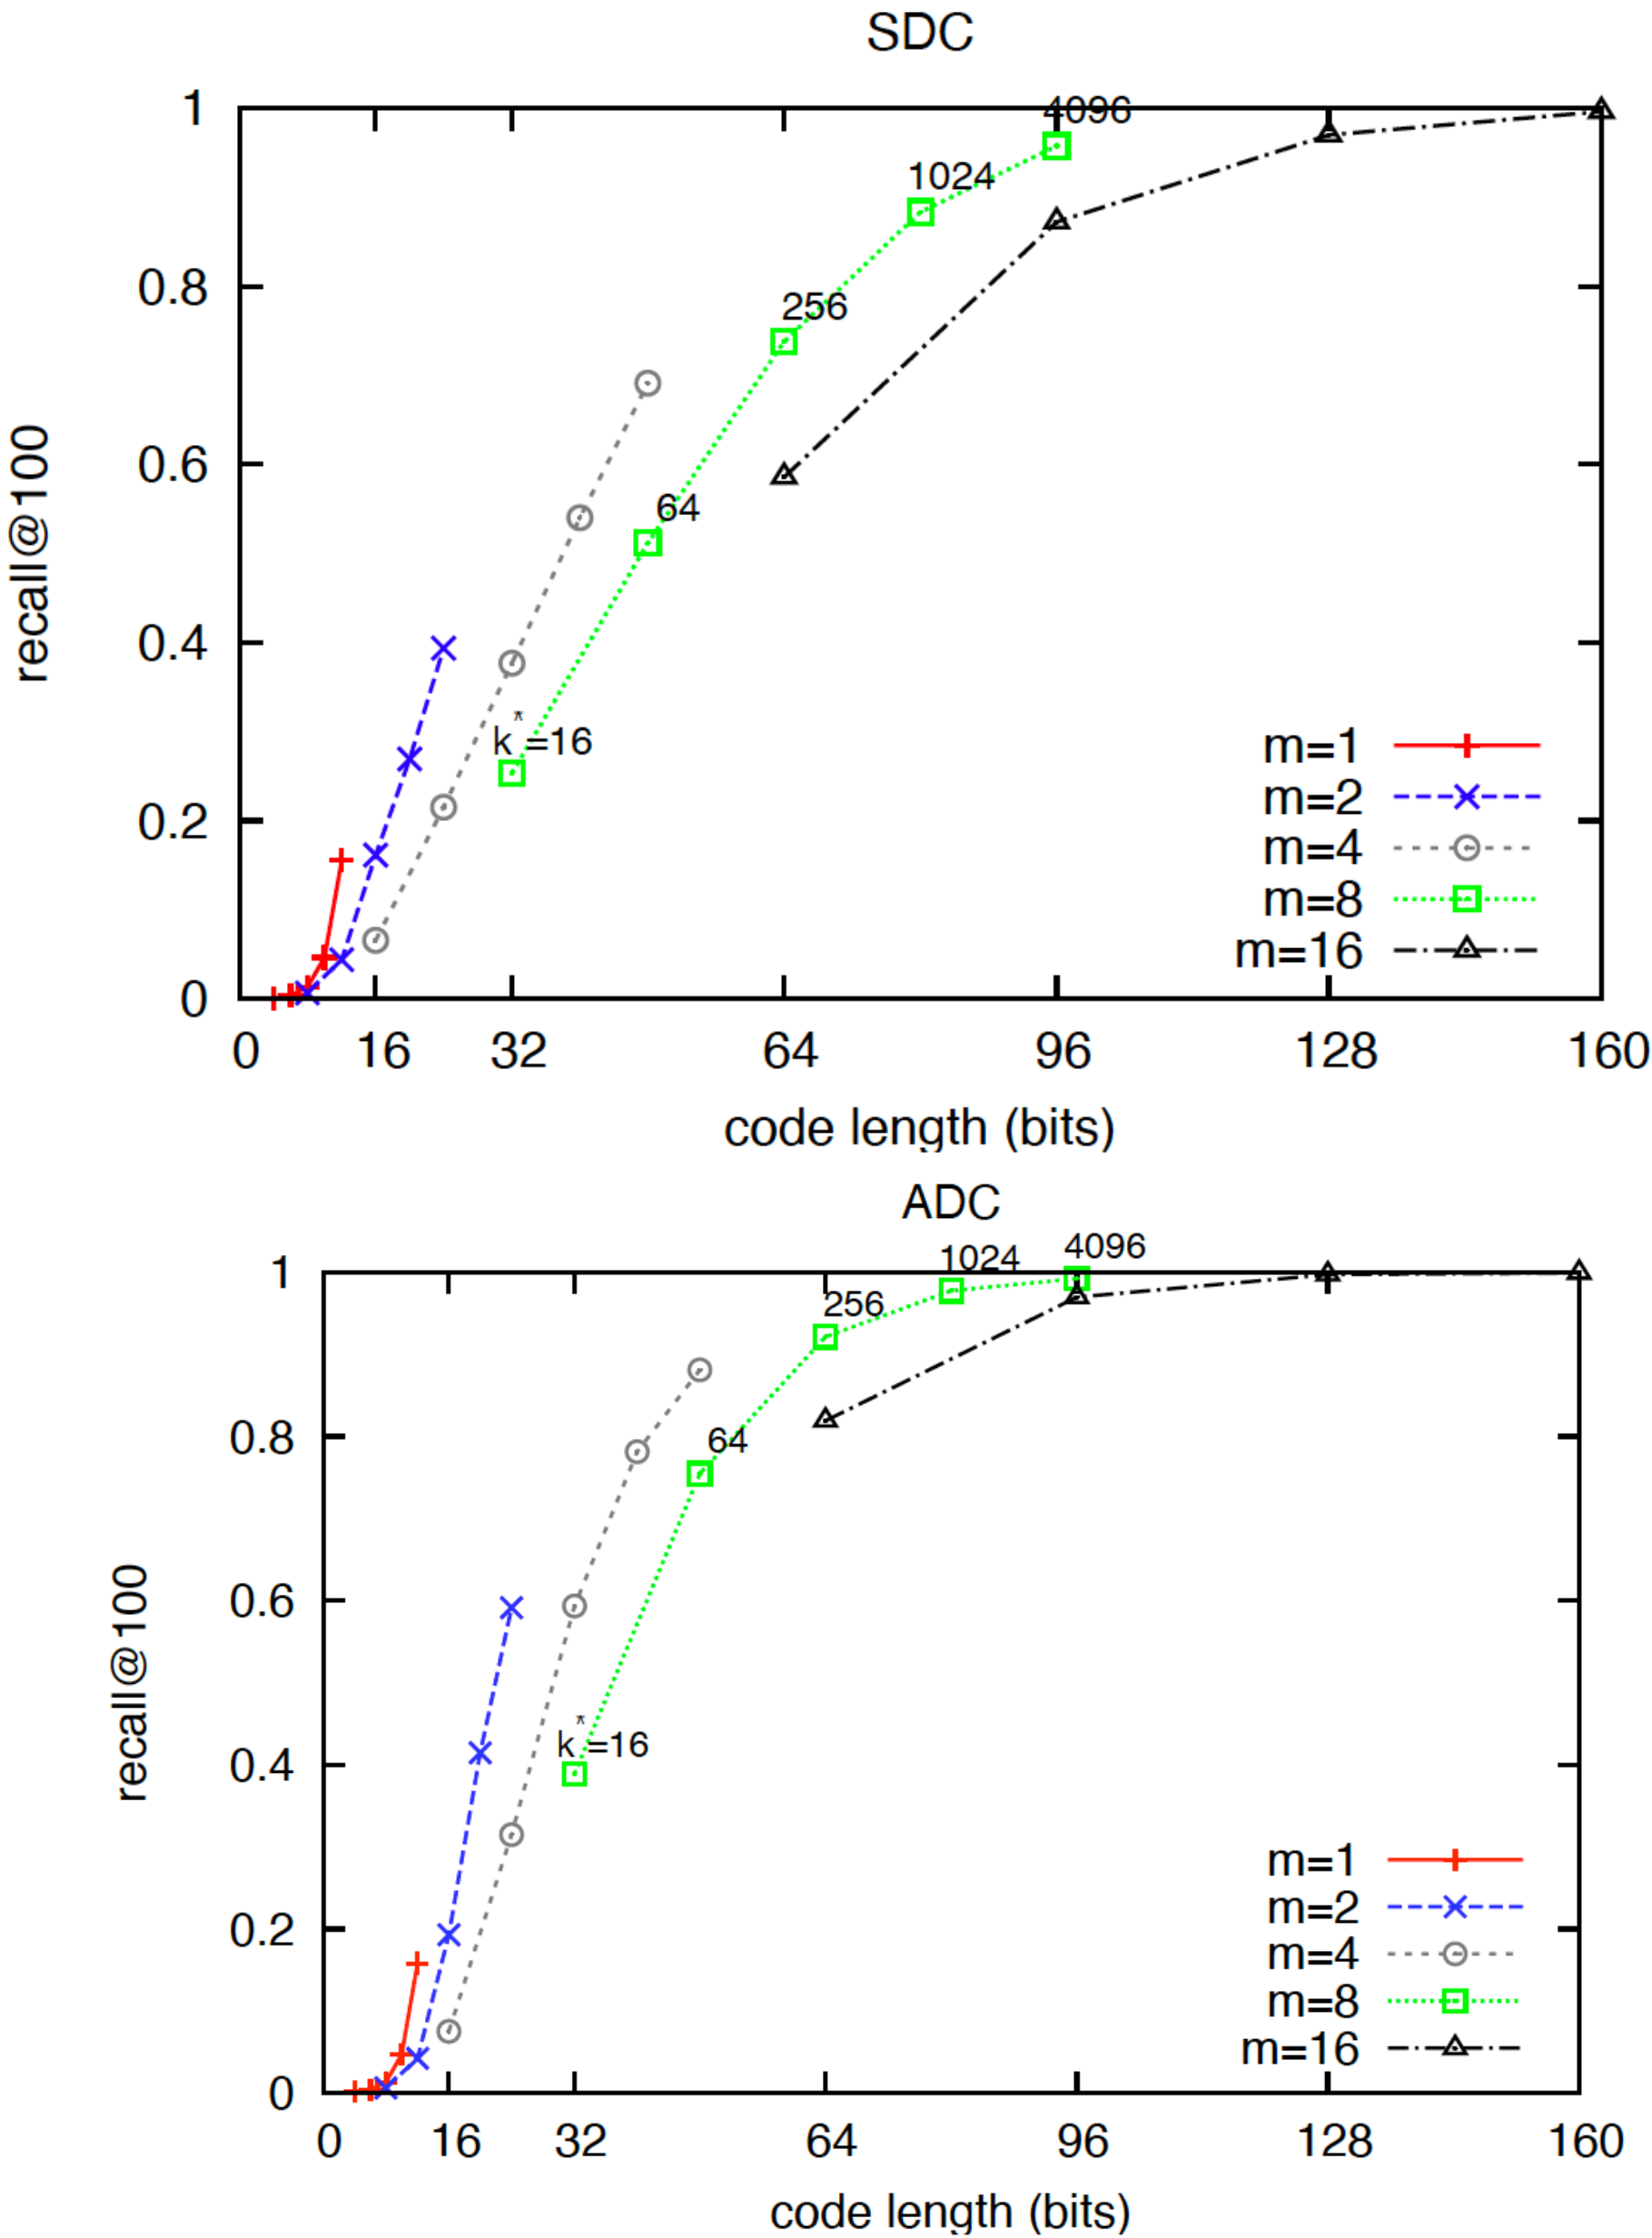 SDC
1
0.8
0.6
0.4
0.2
0
recall@100
4096
1024
256
64
k*=16
m=1
m=2
m=4
m=8
m=16
0 16 32 64 96 128 160
code length (bits)
ADC
1
0.8
0.6
0.4
0.2
0
recall@100
4096
1024
256
64
k*=16
m=1
m=2
m=4
m=8
m=16
0 16 32 64 96 128 160
code length (bits)